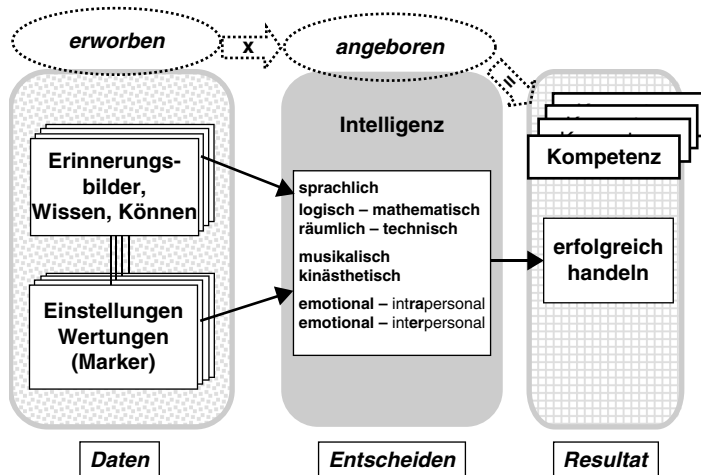 erworben
x
angeboren
=
Intelligenz
Kompetenz
Erinnerungs-
bilder,
Wissen, Können
sprachlich
logisch – mathematisch
räumlich – technisch
musikalisch
kinästhetisch
emotional – intrapersonal
emotional – interpersonal
erfolgreich
handeln
Einstellungen
Wertungen
(Marker)
Daten
Entscheiden
Resultat